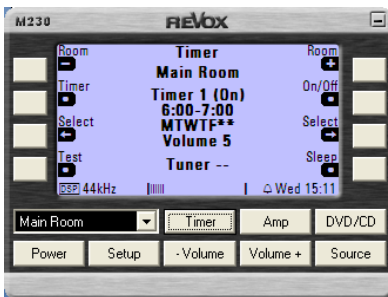 M230 REVOX
Room Timer Room
Main Room
Timer Timer 1 (On) On/Off
6:00-7:00
Select MTWTF** Select
Volume 5
Test Tuner -- Sleep
DSP 44kHz Wed 15:11
Main Room Timer Amp DVD/CD
Power Setup - Volume Volume + Source